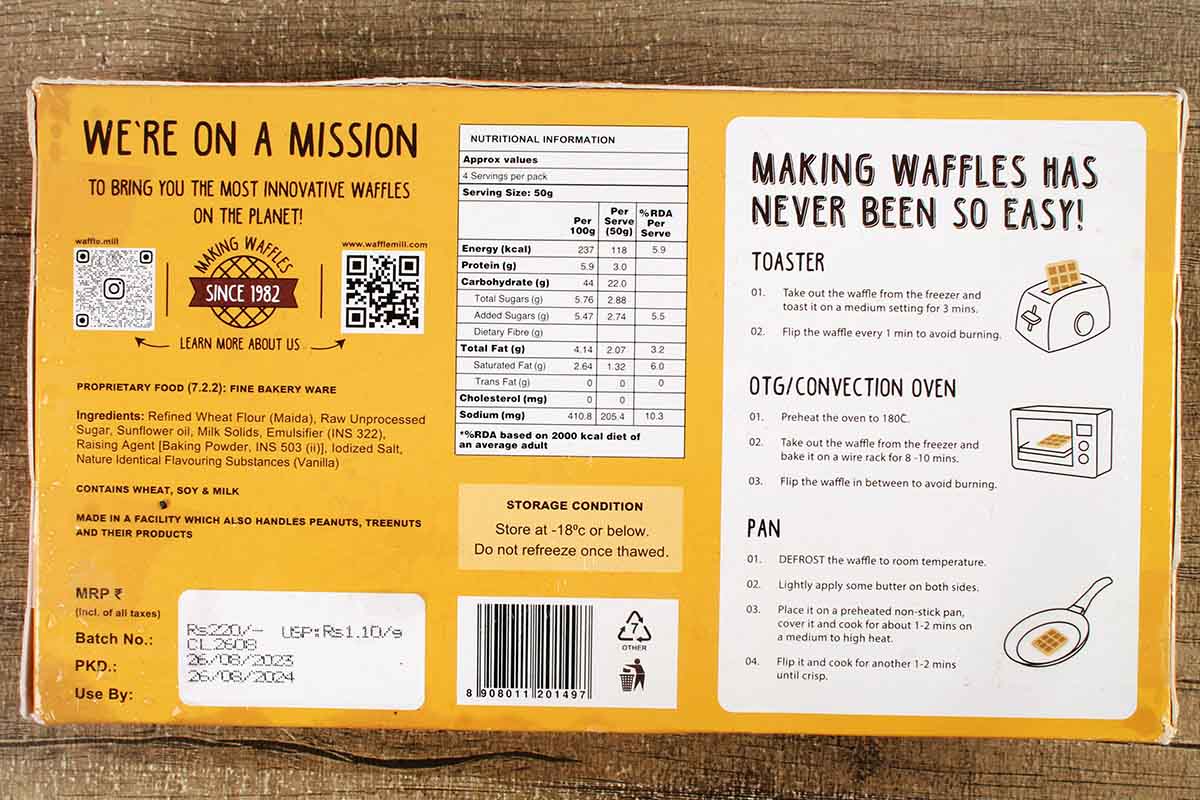 WE'RE ON A MISSION
TO BRING YOU THE MOST INNOVATIVE WAFFLES
ON THE PLANET!
waffle.mill
MAKING WAFFLES
SINCE 1982
www.wafflemill.com
LEARN MORE ABOUT US
PROPRIETARY FOOD (7.2.2): FINE BAKERY WARE
Ingredients: Refined Wheat Flour (Maida), Raw Unprocessed
Sugar, Sunflower oil, Milk Solids, Emulsifier (INS 322),
Raising Agent [Baking Powder, INS 503 (ii)], Iodized Salt,
Nature Identical Flavouring Substances (Vanilla)
CONTAINS WHEAT, SOY & MILK
MADE IN A FACILITY WHICH ALSO HANDLES PEANUTS, TREENUTS
AND THEIR PRODUCTS
MRP ₹
(Incl. of all taxes)
Batch No.:
PKD.:
Use By:
Rs220/- USP:Rs1.10/g
CL2608
26/08/2023
26/08/2024
NUTRITIONAL INFORMATION
Approx values
4 Servings per pack
Serving Size: 50g
Per 100g Per Serve (50g) %RDA Per Serve
Energy (kcal) 237 118 5.9
Protein (g) 5.9 3.0
Carbohydrate (g) 44 22.0
Total Sugars (g) 5.76 2.88
Added Sugars (g) 5.47 2.74 5.5
Dietary Fibre (g)
Total Fat (g) 4.14 2.07 3.2
Saturated Fat (g) 2.64 1.32 6.0
Trans Fat (g) 0 0 0
Cholesterol (mg) 0 0
Sodium (mg) 410.8 205.4 10.3
*%RDA based on 2000 kcal diet of
an average adult
STORAGE CONDITION
Store at -18ºc or below.
Do not refreeze once thawed.
8 908011 201497
7
OTHER
MAKING WAFFLES HAS
NEVER BEEN SO EASY!
TOASTER
01. Take out the waffle from the freezer and
toast it on a medium setting for 3 mins.
02. Flip the waffle every 1 min to avoid burning.
OTG/CONVECTION OVEN
01. Preheat the oven to 180C.
02. Take out the waffle from the freezer and
bake it on a wire rack for 8 -10 mins.
03. Flip the waffle in between to avoid burning.
PAN
01. DEFROST the waffle to room temperature.
02. Lightly apply some butter on both sides.
03. Place it on a preheated non-stick pan,
cover it and cook for about 1-2 mins on
a medium to high heat.
04. Flip it and cook for another 1-2 mins
until crisp.